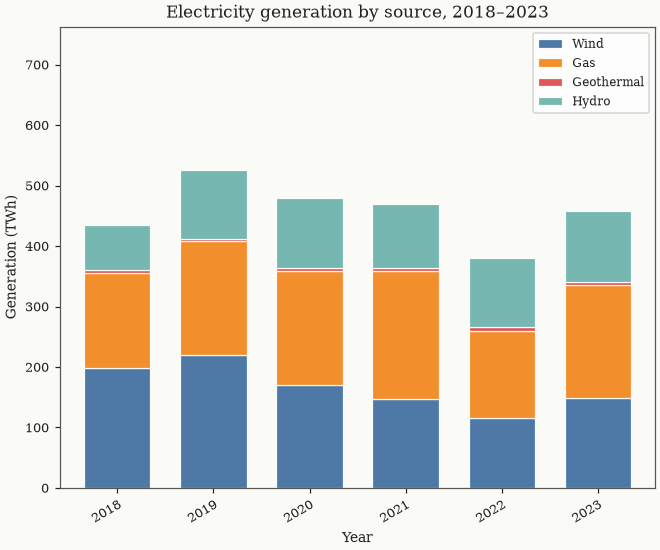 Electricity generation by source, 2018–2023
Wind
Gas
Geothermal
Hydro
Generation (TWh)
700
600
500
400
300
200
100
0
2018
2019
2020
2021
2022
2023
Year